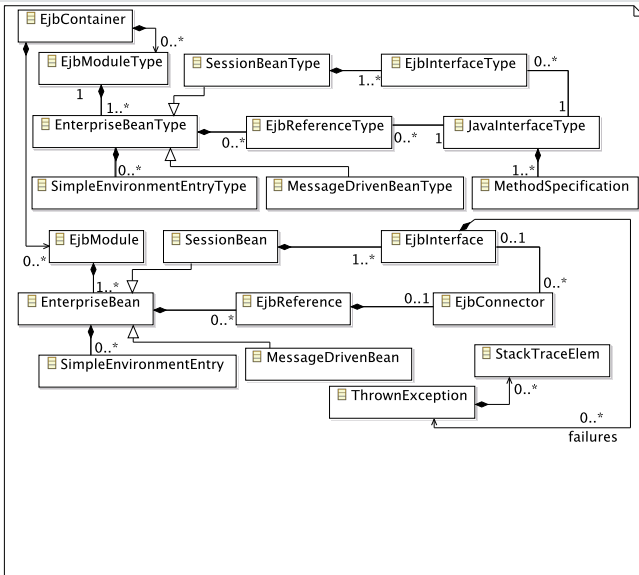 EjbContainer
0..*
EjbModuleType
SessionBeanType
EjbInterfaceType
0..*
1..*
1
1..*
1
EnterpriseBeanType
EjbReferenceType
JavaInterfaceType
0..*
0..*
1
0..*
1..*
SimpleEnvironmentEntryType
MessageDrivenBeanType
MethodSpecification
EjbModule
SessionBean
EjbInterface
0..1
0..*
1..*
1..*
0..*
EnterpriseBean
EjbReference
0..1
EjbConnector
0..*
0..*
SimpleEnvironmentEntry
MessageDrivenBean
StackTraceElem
ThrownException
0..*
0..*
failures